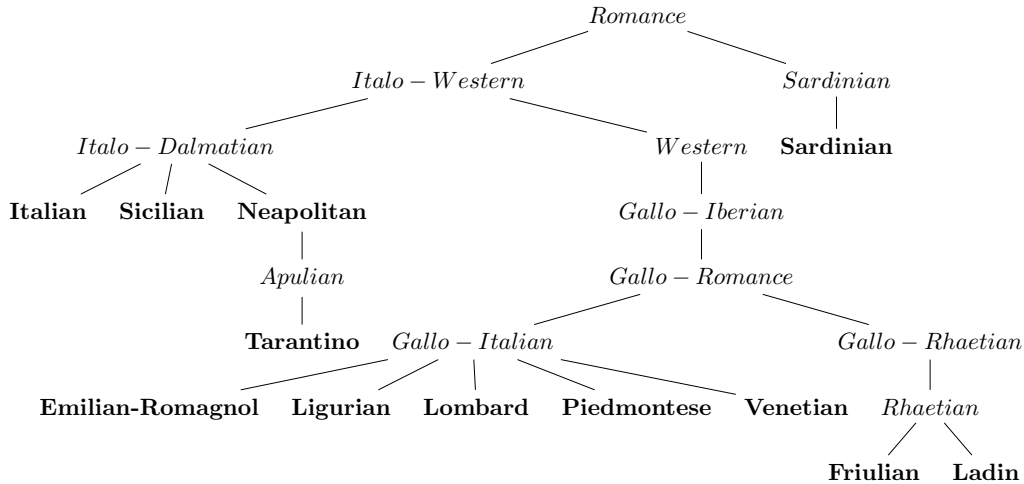 Romance
Italo − Western Sardinian
Italo − Dalmatian Western Sardinian
Italian Sicilian Neapolitan Gallo − Iberian
Apulian Gallo − Romance
Tarantino Gallo − Italian Gallo − Rhaetian
Emilian-Romagnol Ligurian Lombard Piedmontese Venetian Rhaetian
Friulian Ladin